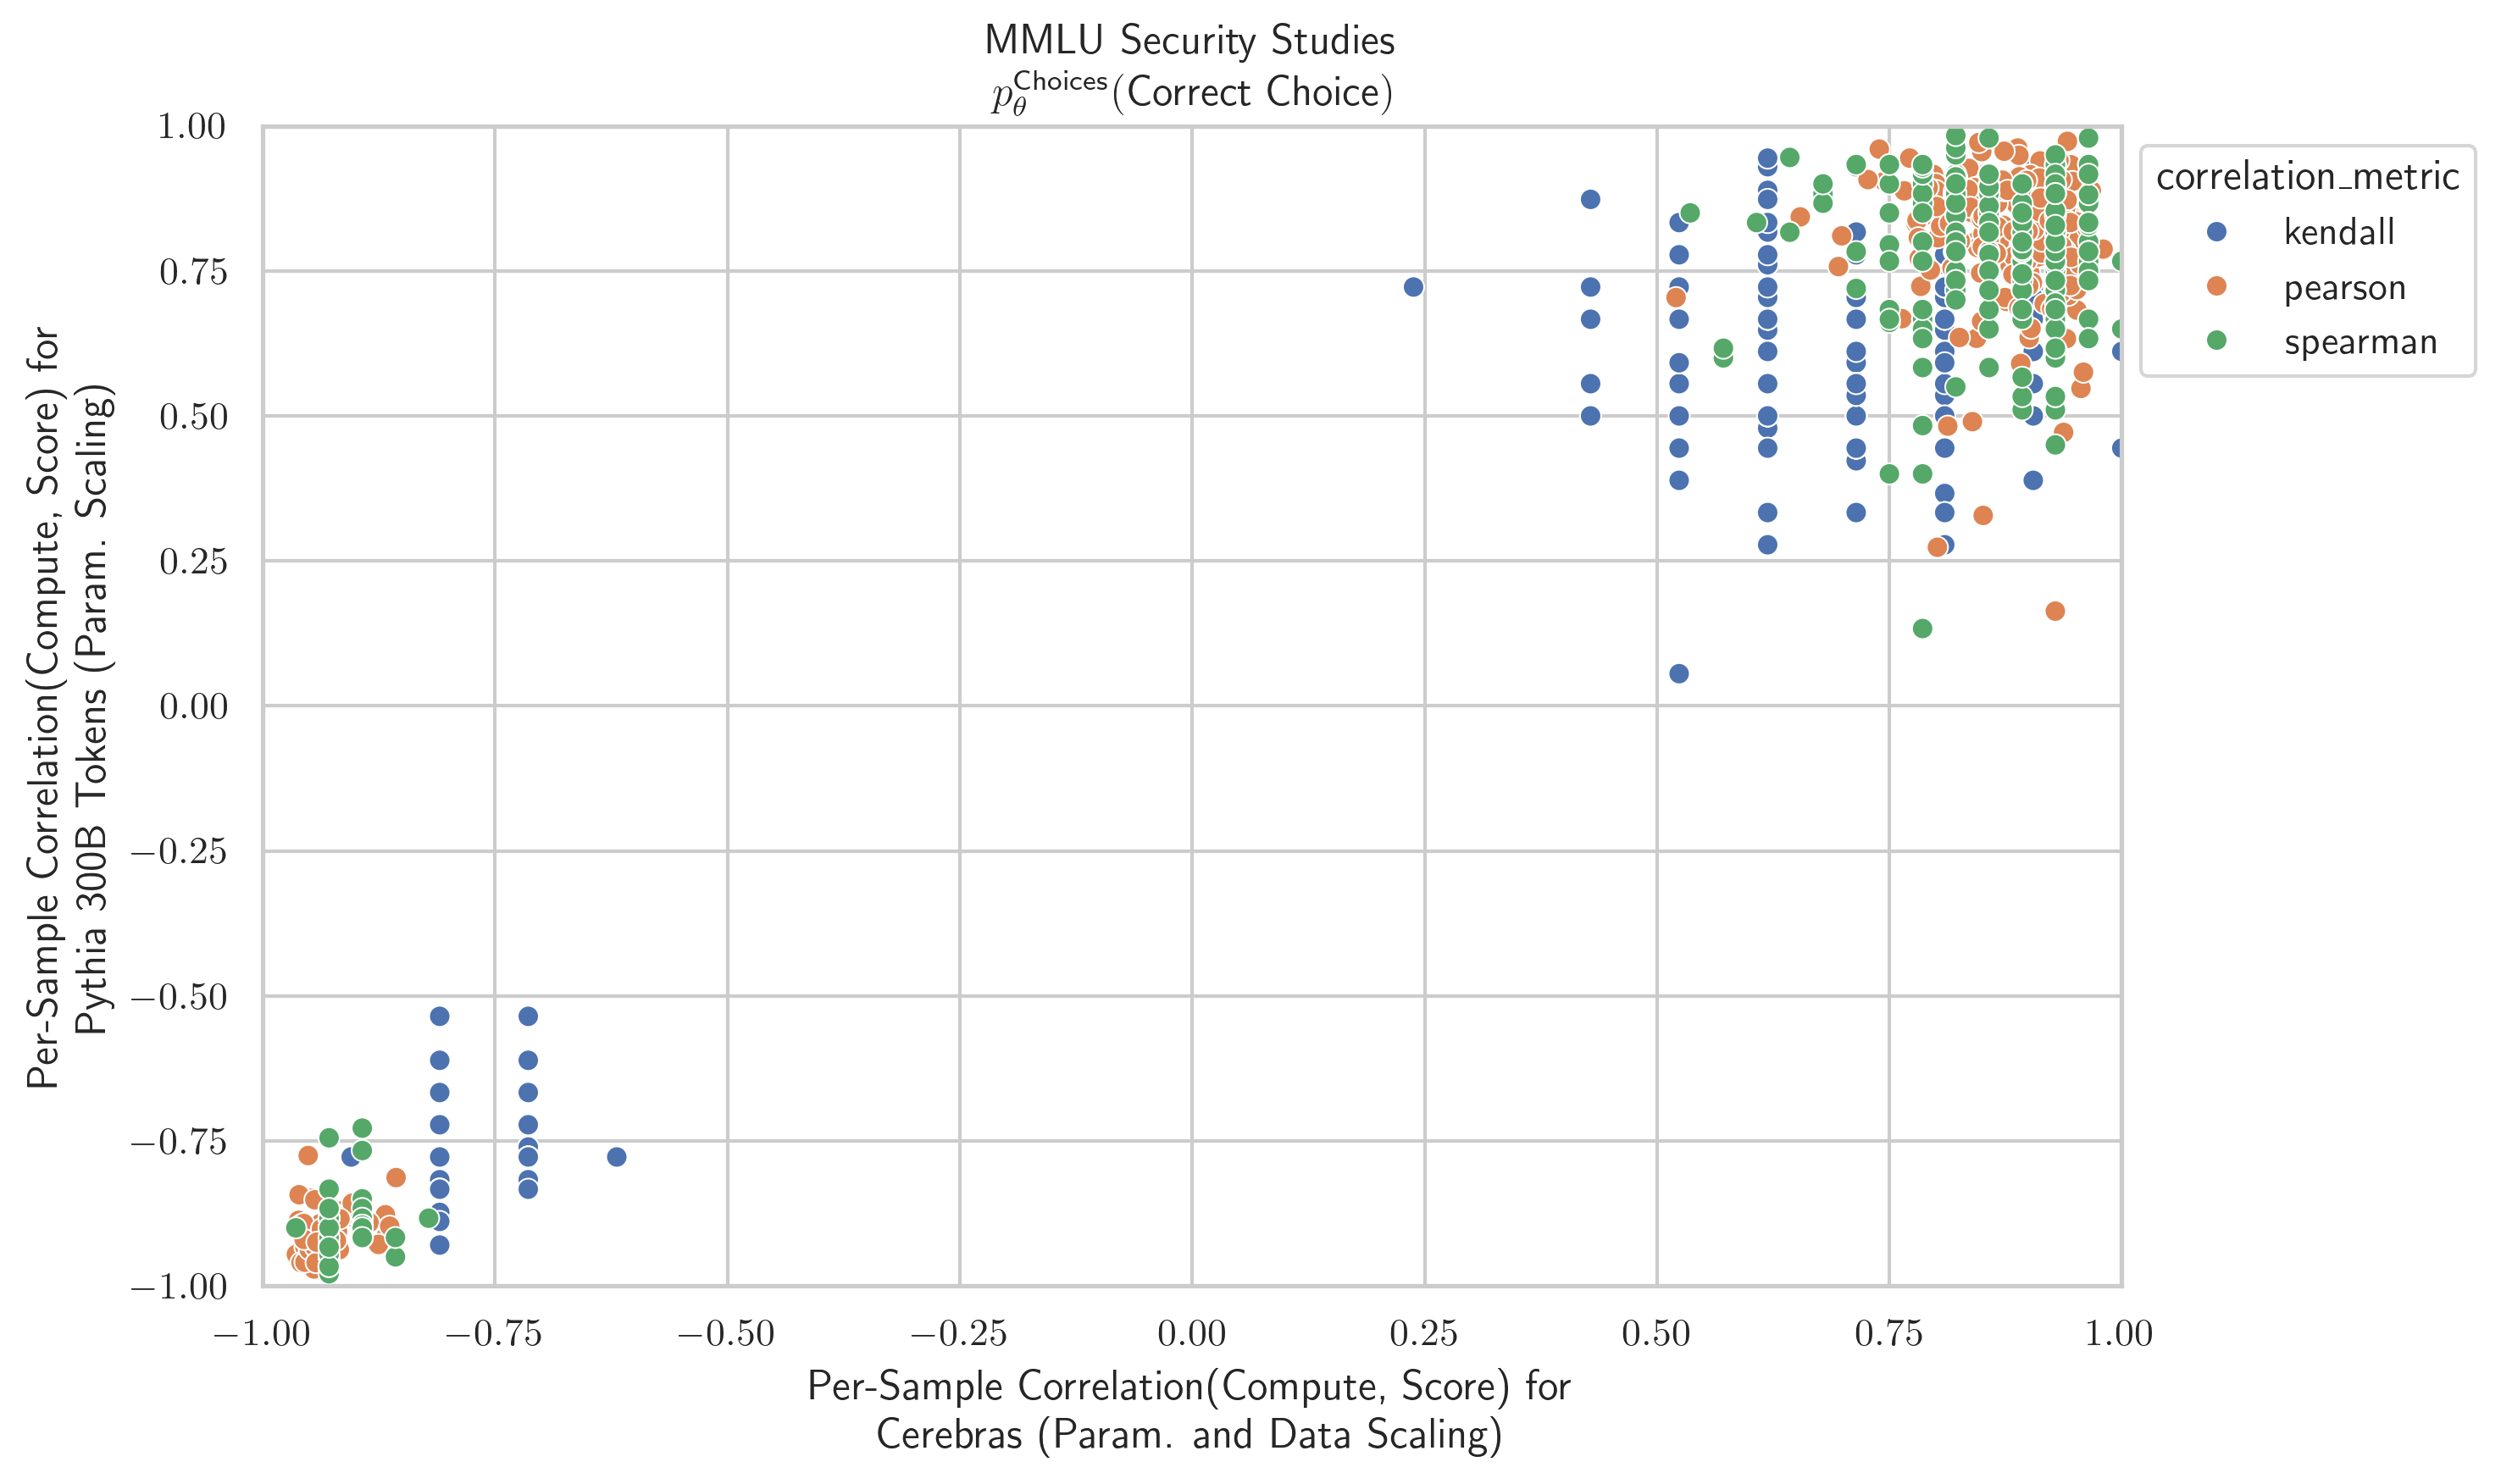 MMLU Security Studies
p_θ^Choices(Correct Choice)
1.00
0.75
0.50
0.25
0.00
−0.25
−0.50
−0.75
−1.00
Per-Sample Correlation(Compute, Score) for
Pythia 300B Tokens (Param. Scaling)
correlation_metric
kendall
pearson
spearman
−1.00 −0.75 −0.50 −0.25 0.00 0.25 0.50 0.75 1.00
Per-Sample Correlation(Compute, Score) for
Cerebras (Param. and Data Scaling)